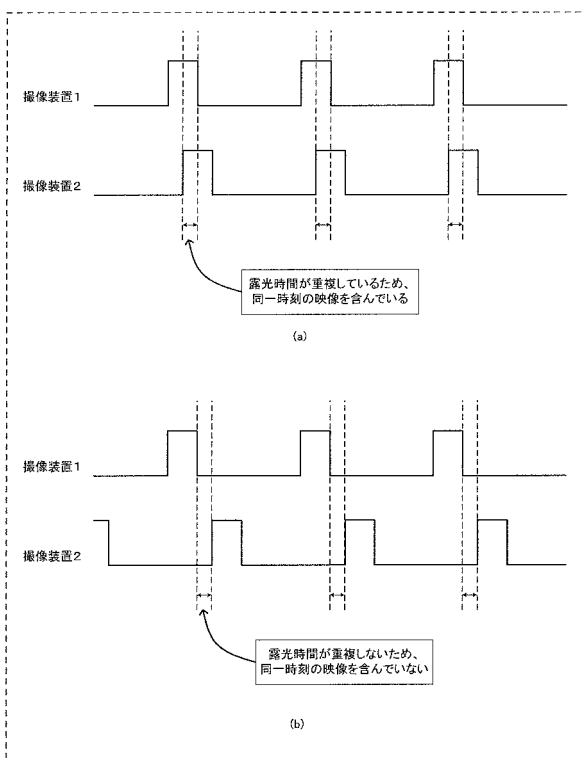 撮像装置1
撮像装置2
露光時間が重複しているため、
同一時刻の映像を含んでいる
(a)
撮像装置1
撮像装置2
露光時間が重複しないため、
同一時刻の映像を含んでいない
(b)